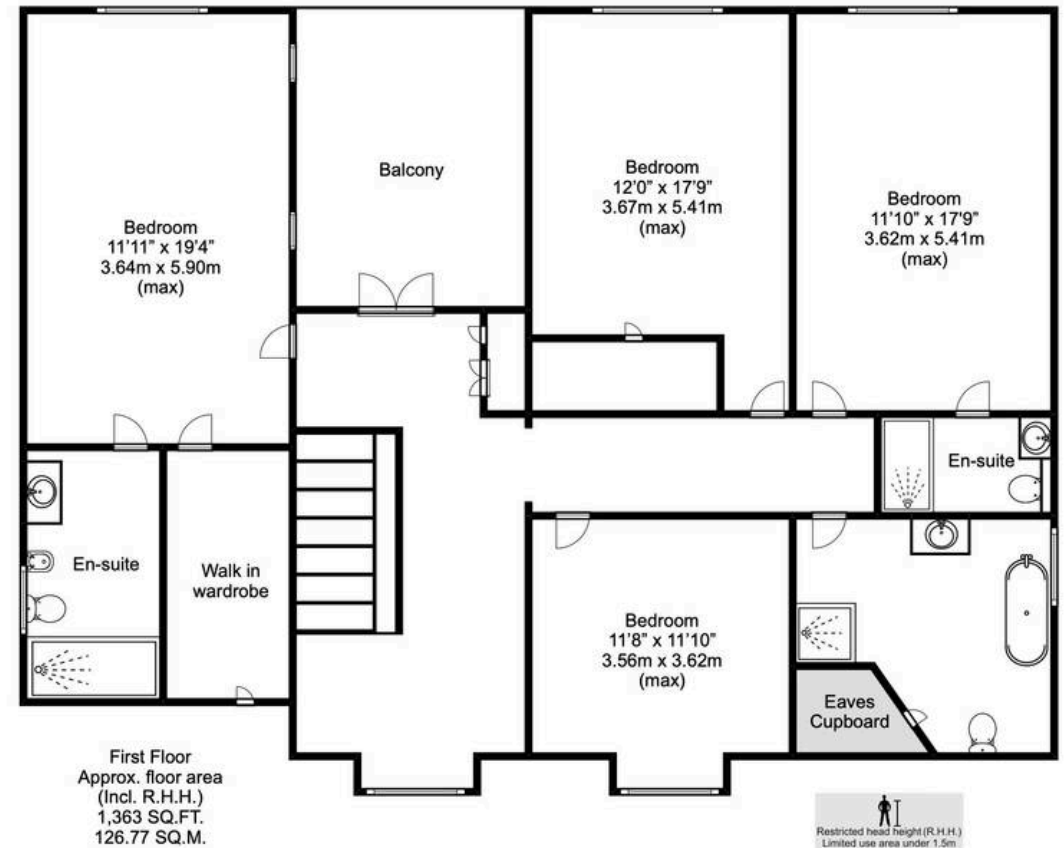 Bedroom
11'11" x 19'4"
3.64m x 5.90m
(max)
Balcony
Bedroom
12'0" x 17'9"
3.67m x 5.41m
(max)
Bedroom
11'10" x 17'9"
3.62m x 5.41m
(max)
En-suite
Walk in
wardrobe
En-suite
Bedroom
11'8" x 11'10"
3.56m x 3.62m
(max)
Eaves
Cupboard
First Floor
Approx. floor area
(Incl. R.H.H.)
1,363 SQ.FT.
126.77 SQ.M.
Restricted head height (R.H.H.)
Limited use area under 1.5m